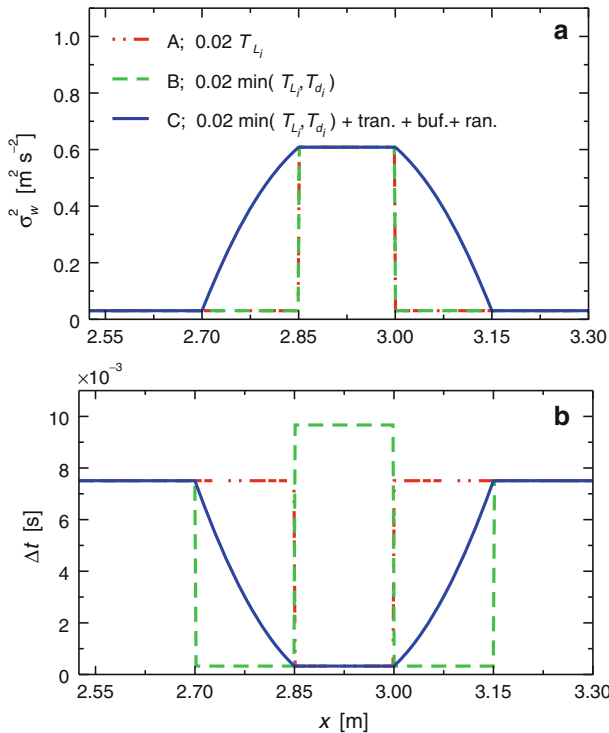 1.0
0.8
0.6
0.4
0.2
0
σ²_w [m² s⁻²]
a
A; 0.02 T_{L_i}
B; 0.02 min( T_{L_i}, T_{d_i})
C; 0.02 min( T_{L_i}, T_{d_i}) + tran. + buf.+ ran.
2.55 2.70 2.85 3.00 3.15 3.30
×10⁻³
b
10
8
6
4
2
0
Δt [s]
2.55 2.70 2.85 3.00 3.15 3.30
x [m]